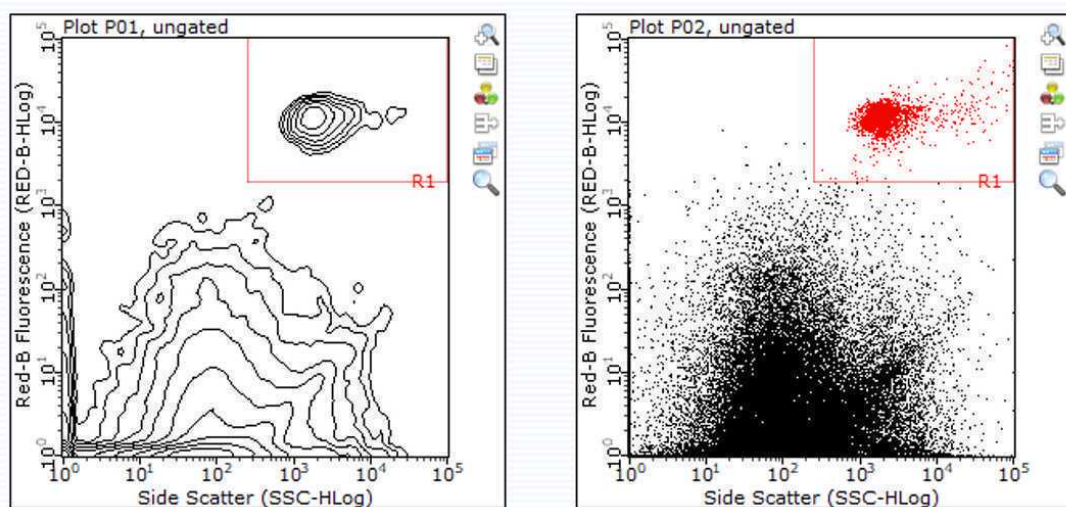 Plot P01, ungated
Red-B Fluorescence (RED-B-HLog)
10^5
10^4
10^3
10^2
10^1
10^0
R1
10^0 10^1 10^2 10^3 10^4 10^5
Side Scatter (SSC-HLog)
Plot P02, ungated
Red-B Fluorescence (RED-B-HLog)
10^5
10^4
10^3
10^2
10^1
10^0
R1
10^0 10^1 10^2 10^3 10^4 10^5
Side Scatter (SSC-HLog)